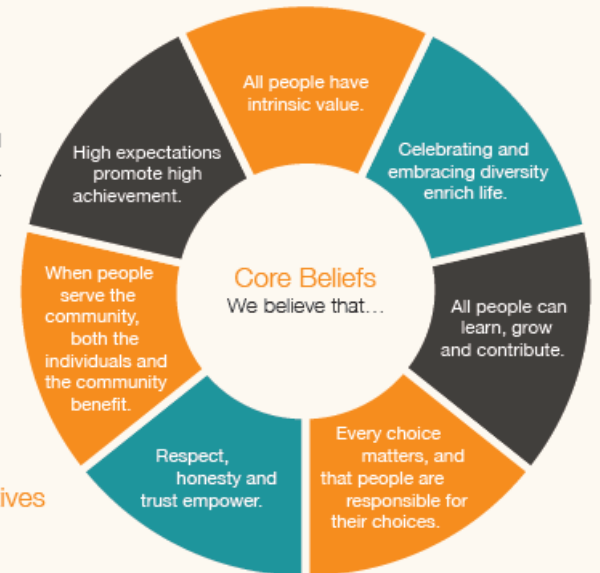 Core Beliefs
We believe that...
All people have
intrinsic value.
Celebrating and
embracing diversity
enrich life.
All people can
learn, grow
and contribute.
Every choice
matters, and
that people are
responsible for
their choices.
Respect,
honesty and
trust empower.
When people
serve the
community,
both the
individuals and
the community
benefit.
High expectations
promote high
achievement.
ives